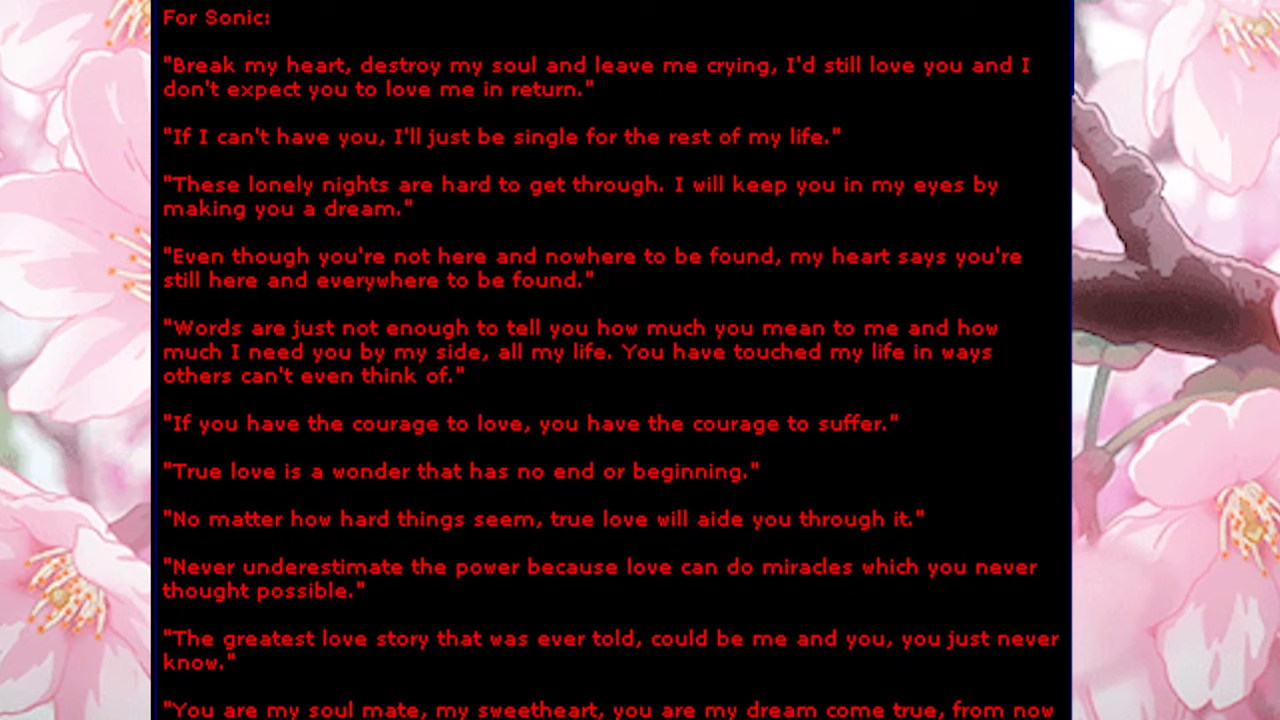 For Sonic:
"Break my heart, destroy my soul and leave me crying, I'd still love you and I
don't expect you to love me in return."
"If I can't have you, I'll just be single for the rest of my life."
"These lonely nights are hard to get through. I will keep you in my eyes by
making you a dream."
"Even though you're not here and nowhere to be found, my heart says you're
still here and everywhere to be found."
"Words are just not enough to tell you how much you mean to me and how
much I need you by my side, all my life. You have touched my life in ways
others can't even think of."
"If you have the courage to love, you have the courage to suffer."
"True love is a wonder that has no end or beginning."
"No matter how hard things seem, true love will aide you through it."
"Never underestimate the power because love can do miracles which you never
thought possible."
"The greatest love story that was ever told, could be me and you, you just never
know."
"You are my soul mate, my sweetheart, you are my dream come true, from now